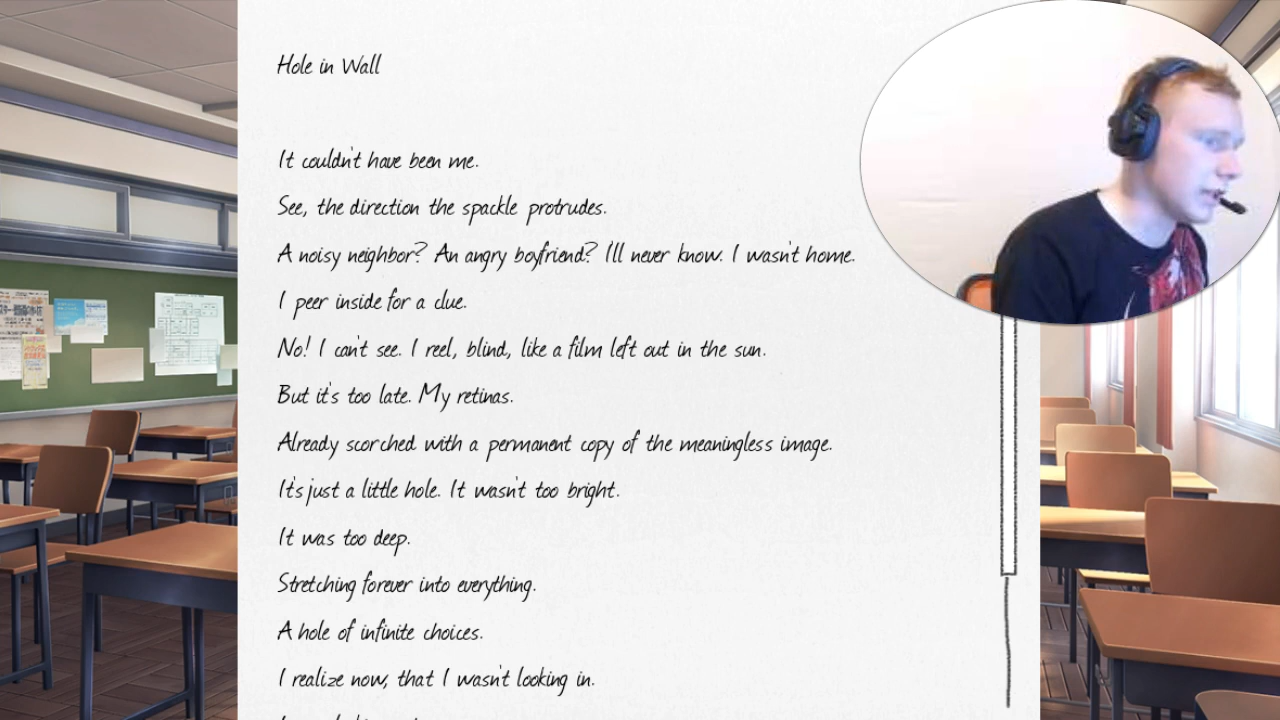 Hole in Wall
It couldn't have been me.
See, the direction the spackle protrudes.
A noisy neighbor? An angry boyfriend? I'll never know. I wasn't home.
I peer inside for a clue.
No! I can't see. I reel, blind, like a film left out in the sun.
But it's too late. My retinas.
Already scorched with a permanent copy of the meaningless image.
It's just a little hole. It wasn't too bright.
It was too deep.
Stretching forever into everything.
A hole of infinite choices.
I realize now, that I wasn't looking in.